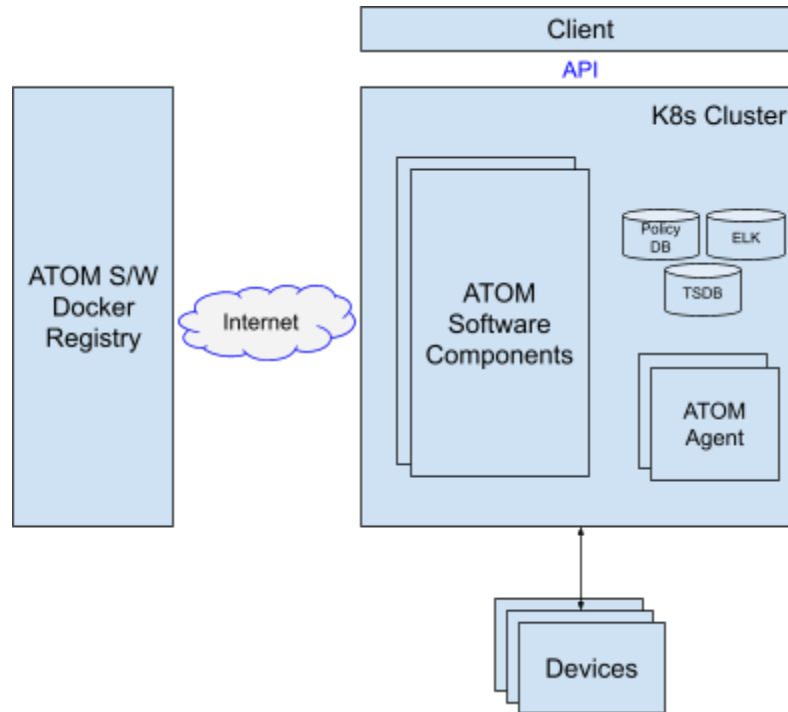 Client
API
K8s Cluster
ATOM S/W
Docker
Registry
Internet
ATOM
Software
Components
Policy
DB
ELK
TSDB
ATOM
Agent
Devices